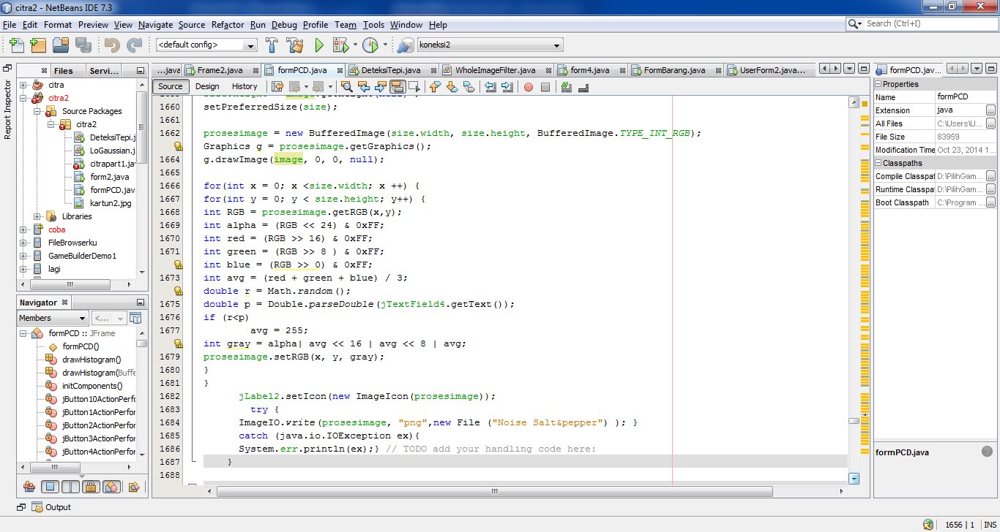 citra2 - NetBeans IDE 7.3
File Edit Format Preview View Navigate Source Refactor Run Debug Profile Team Tools Window Help
Search (Ctrl+I)
<default config>
koneksi2
Report Inspector
Files
Servi...
...java
Frame2.java
formPCD.java
DeteksiTepi.java
WholeImageFilter.java
form4.java
FormBarang.java
UserForm2.java...
Source
Design
History
citra
citra2
Source Packages
citra2
DeteksiTepi.j
LoGaussian.j
citrapart1.jav
form2.java
formPCD.java
kartun2.jpg
Libraries
coba
FileBrowserku
GameBuilderDemo1
lagi
Navigator
Members
<...
formPCD :: JFrame
formPCD()
drawHistogram()
drawHistogram(Buffe
initComponents()
jButton10ActionPerfo
jButton1ActionPerfor
jButton2ActionPerfor
jButton3ActionPerfor
jButton4ActionPerfor
1660 setPreferredSize(size);
1661
1662 prosesimage = new BufferedImage(size.width, size.height, BufferedImage.TYPE_INT_RGB);
Graphics g = prosesimage.getGraphics();
1664 g.drawImage(image, 0, 0, null);
1665
1666 for(int x = 0; x <size.width; x ++) {
1667 for(int y = 0; y < size.height; y++) {
1668 int RGB = prosesimage.getRGB(x,y);
1669 int alpha = (RGB << 24) & 0xFF;
1670 int red = (RGB >> 16) & 0xFF;
1671 int green = (RGB >> 8 ) & 0xFF;
int blue = (RGB >> 0) & 0xFF;
1673 int avg = (red + green + blue) / 3;
double r = Math.random();
1675 double p = Double.parseDouble(jTextField4.getText());
1676 if (r<p)
1677 avg = 255;
int gray = alpha| avg << 16 | avg << 8 | avg;
1679 prosesimage.setRGB(x, y, gray);
1680 }
1681 }
1682 jLabel2.setIcon(new ImageIcon(prosesimage));
1683 try {
1684 ImageIO.write(prosesimage, "png",new File ("Noise Salt&pepper") ); }
1685 catch (java.io.IOException ex){
1686 System.err.println(ex);} // TODO add your handling code here:
1687 }
1688
formPCD.jav...
Properties
Name formPCD
Extension java ...
All Files C:\Users\U... ...
File Size 83959
Modification Time Oct 23, 2014 1...
Classpaths
Compile Classpat D:\PilihGam... ...
Runtime Classpat D:\PilihGam... ...
Boot Classpath C:\Program ... ...
formPCD.java
Output
1656 | 1 INS